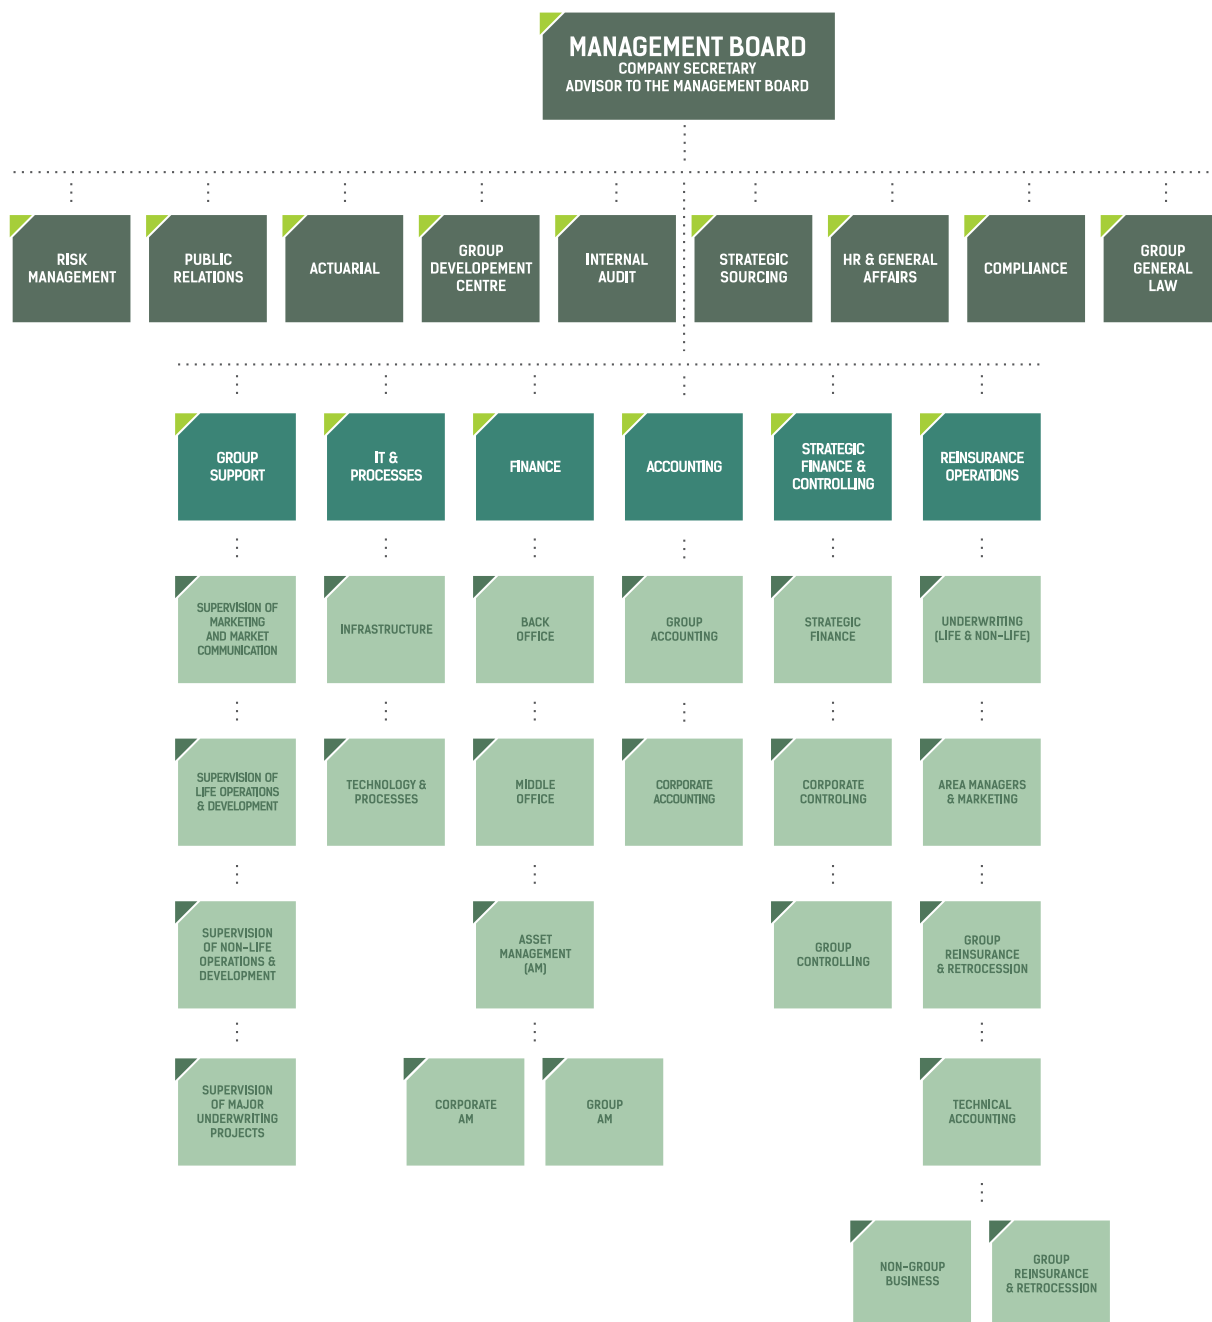 MANAGEMENT BOARD
COMPANY SECRETARY
ADVISOR TO THE MANAGEMENT BOARD
RISK
MANAGEMENT
PUBLIC
RELATIONS
ACTUARIAL
GROUP
DEVELOPEMENT
CENTRE
INTERNAL
AUDIT
STRATEGIC
SOURCING
HR & GENERAL
AFFAIRS
COMPLIANCE
GROUP
GENERAL
LAW
GROUP
SUPPORT
IT &
PROCESSES
FINANCE
ACCOUNTING
STRATEGIC
FINANCE &
CONTROLLING
REINSURANCE
OPERATIONS
SUPERVISION OF
MARKETING
AND MARKET
COMMUNICATION
INFRASTRUCTURE
BACK
OFFICE
GROUP
ACCOUNTING
STRATEGIC
FINANCE
UNDERWRITING
(LIFE & NON-LIFE)
SUPERVISION OF
LIFE OPERATIONS
& DEVELOPMENT
TECHNOLOGY &
PROCESSES
MIDDLE
OFFICE
CORPORATE
ACCOUNTING
CORPORATE
CONTROLING
AREA MANAGERS
& MARKETING
SUPERVISION
OF NON-LIFE
OPERATIONS &
DEVELOPMENT
ASSET
MANAGEMENT
(AM)
GROUP
CONTROLLING
GROUP
REINSURANCE
& RETROCESSION
SUPERVISION
OF MAJOR
UNDERWRITING
PROJECTS
CORPORATE
AM
GROUP
AM
TECHNICAL
ACCOUNTING
NON-GROUP
BUSINESS
GROUP
REINSURANCE
& RETROCESSION